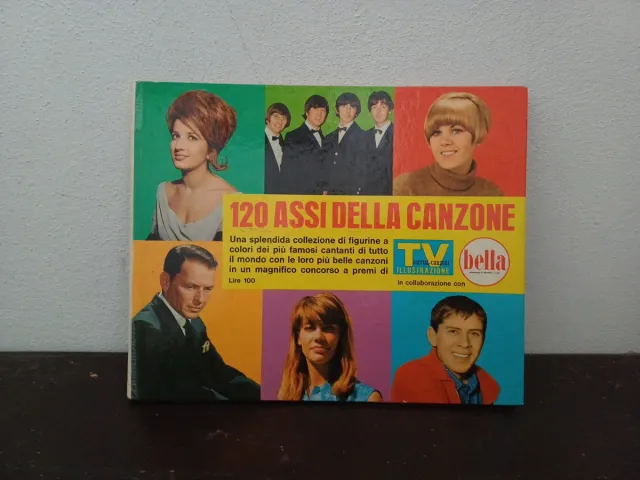 120 ASSI DELLA CANZONE
Una splendida collezione di figurine a
colori dei più famosi cantanti di tutto
il mondo con le loro più belle canzoni
in un magnifico concorso a premi di
Lire 100
TV
ILLUSTRAZIONE
in collaborazione con
bella